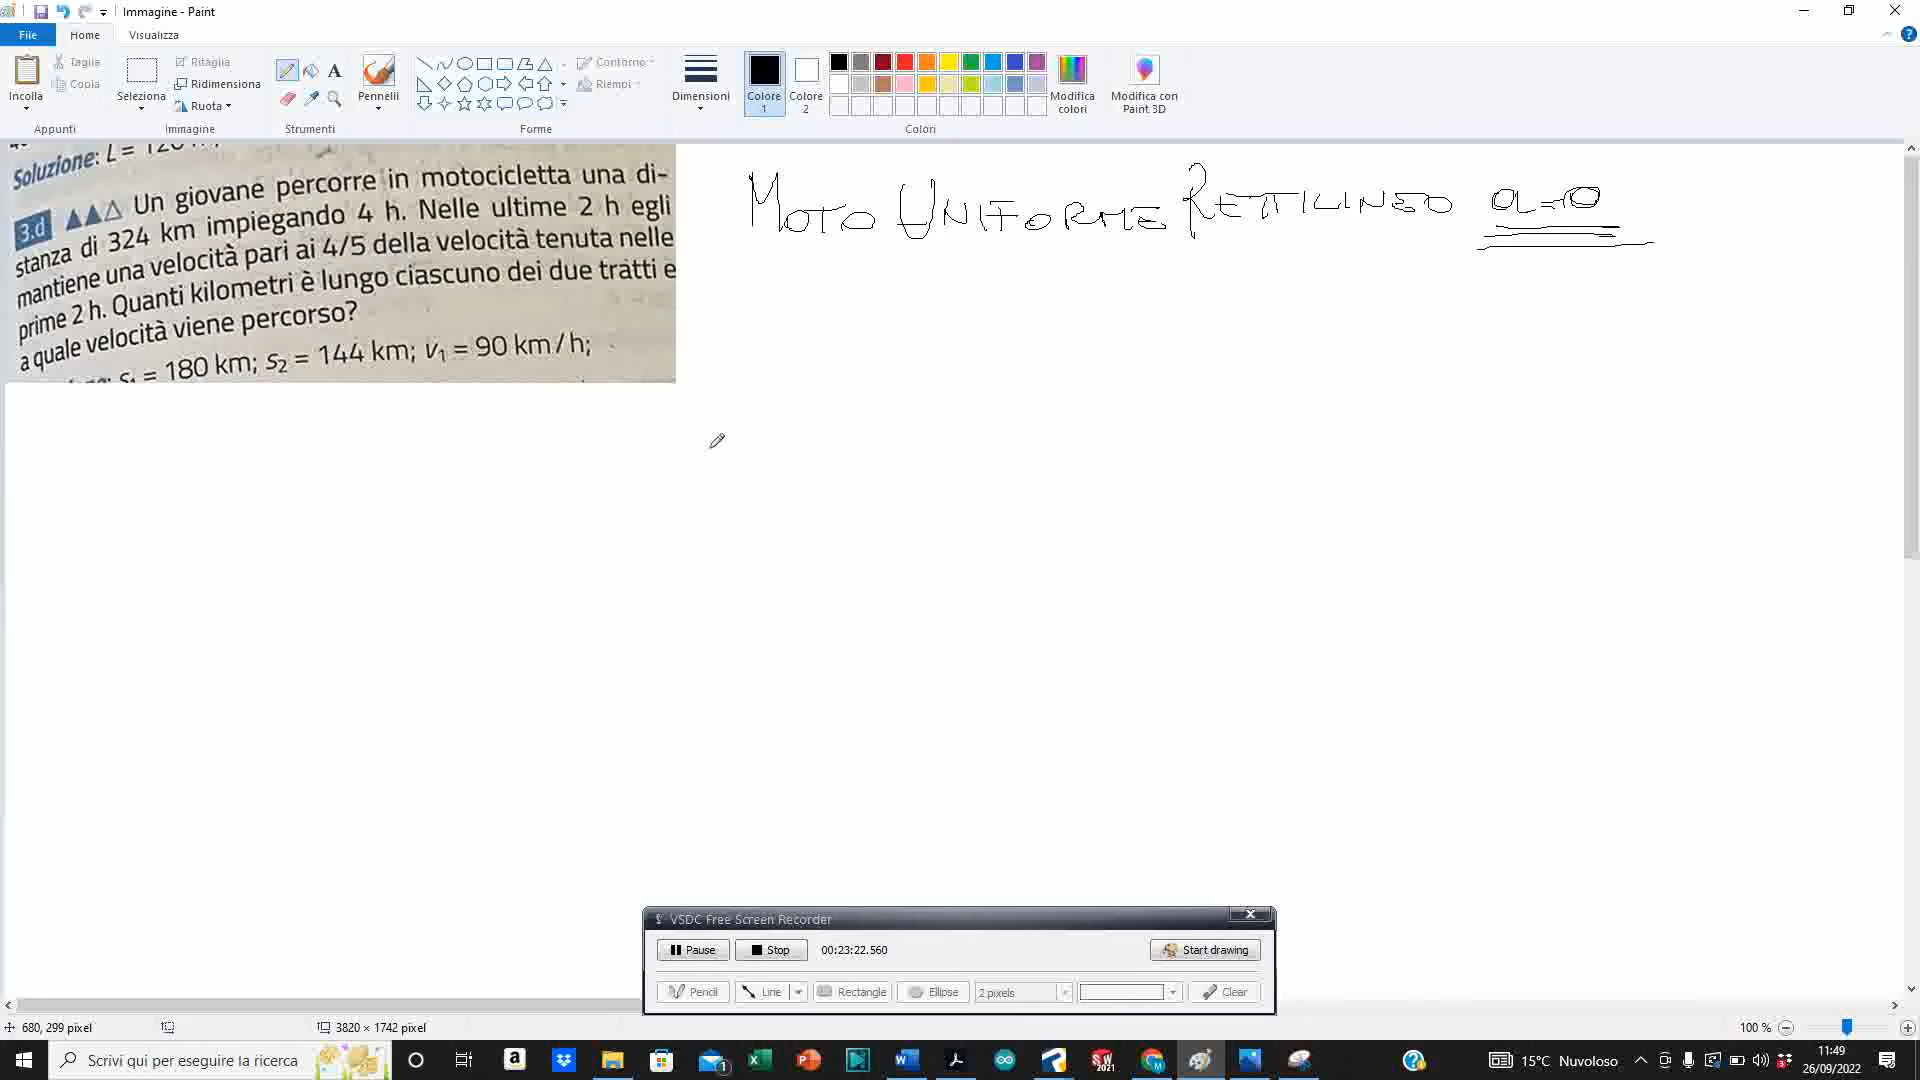 Immagine - Paint
File Home Visualizza
Incolla
Taglia
Copia
Appunti
Seleziona
Ritaglia
Ridimensiona
Ruota
Immagine
Strumenti
Pennelli
Contorno
Riempi
Forme
Dimensioni
Colore 1
Colore 2
Modifica colori
Modifica con Paint 3D
Colori
Soluzione: L = 120
3.d Un giovane percorre in motocicletta una di-
stanza di 324 km impiegando 4 h. Nelle ultime 2 h egli
mantiene una velocità pari ai 4/5 della velocità tenuta nelle
prime 2 h. Quanti kilometri è lungo ciascuno dei due tratti e
a quale velocità viene percorso?
s₁ = 180 km; s₂ = 144 km; v₁ = 90 km/h;
MOTO UNIFORME RETTILINEO a=0
VSDC Free Screen Recorder
Pause Stop 00:23:22.560 Start drawing
Pencil Line Rectangle Ellipse 2 pixels Clear
680, 299 pixel 3820 × 1742 pixel 100 %
Scrivi qui per eseguire la ricerca
15°C Nuvoloso
11:49
26/09/2022